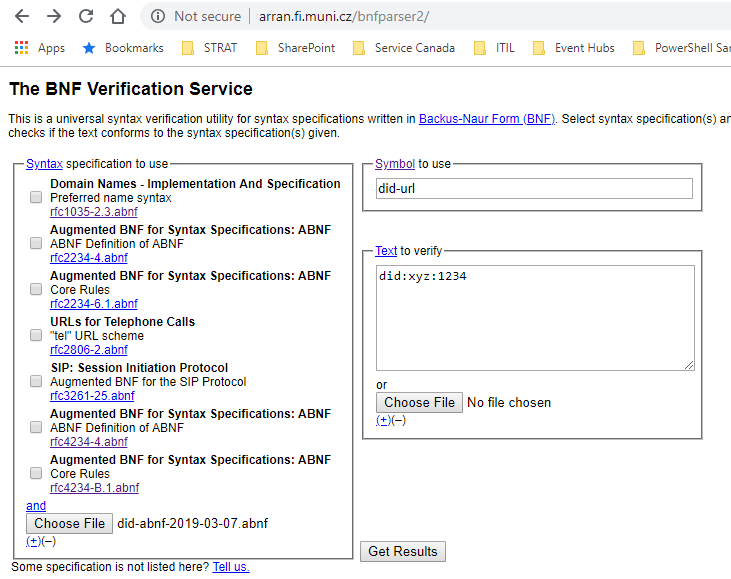 Not secure | arran.fi.muni.cz/bnfparser2/
Apps Bookmarks STRAT SharePoint Service Canada ITIL Event Hubs PowerShell Sar
The BNF Verification Service
This is a universal syntax verification utility for syntax specifications written in Backus-Naur Form (BNF). Select syntax specification(s) an
checks if the text conforms to the syntax specification(s) given.
Syntax specification to use
Domain Names - Implementation And Specification
Preferred name syntax
rfc1035-2.3.abnf
Augmented BNF for Syntax Specifications: ABNF
ABNF Definition of ABNF
rfc2234-4.abnf
Augmented BNF for Syntax Specifications: ABNF
Core Rules
rfc2234-6.1.abnf
URLs for Telephone Calls
"tel" URL scheme
rfc2806-2.abnf
SIP: Session Initiation Protocol
Augmented BNF for the SIP Protocol
rfc3261-25.abnf
Augmented BNF for Syntax Specifications: ABNF
ABNF Definition of ABNF
rfc4234-4.abnf
Augmented BNF for Syntax Specifications: ABNF
Core Rules
rfc4234-B.1.abnf
and
Choose File did-abnf-2019-03-07.abnf
(+)(–)
Some specification is not listed here? Tell us.
Symbol to use
did-url
Text to verify
did:xyz:1234
or
Choose File No file chosen
(+)(–)
Get Results